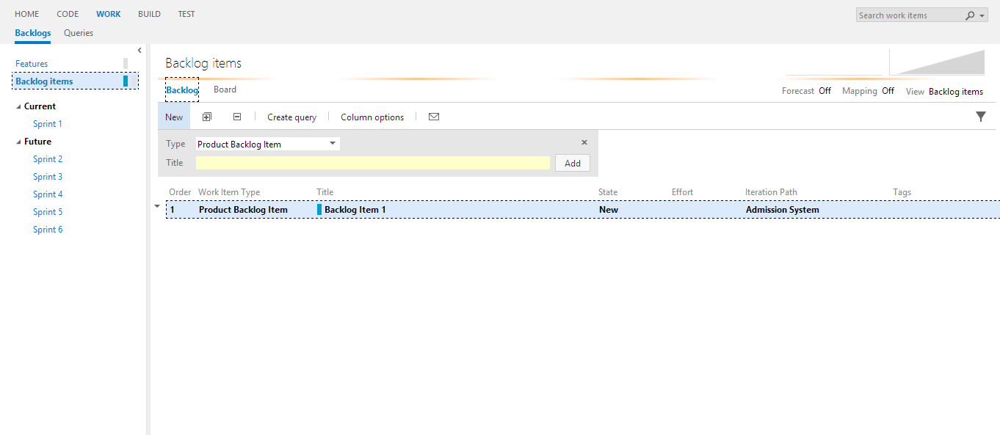 HOME CODE WORK BUILD TEST
Search work items
Backlogs Queries
Features
Backlog items
Current
Sprint 1
Future
Sprint 2
Sprint 3
Sprint 4
Sprint 5
Sprint 6
Backlog items
Backlog Board
Forecast Off Mapping Off View Backlog items
New Create query Column options
Type Product Backlog Item
Title Add
Order Work Item Type Title State Effort Iteration Path Tags
1 Product Backlog Item Backlog Item 1 New Admission System